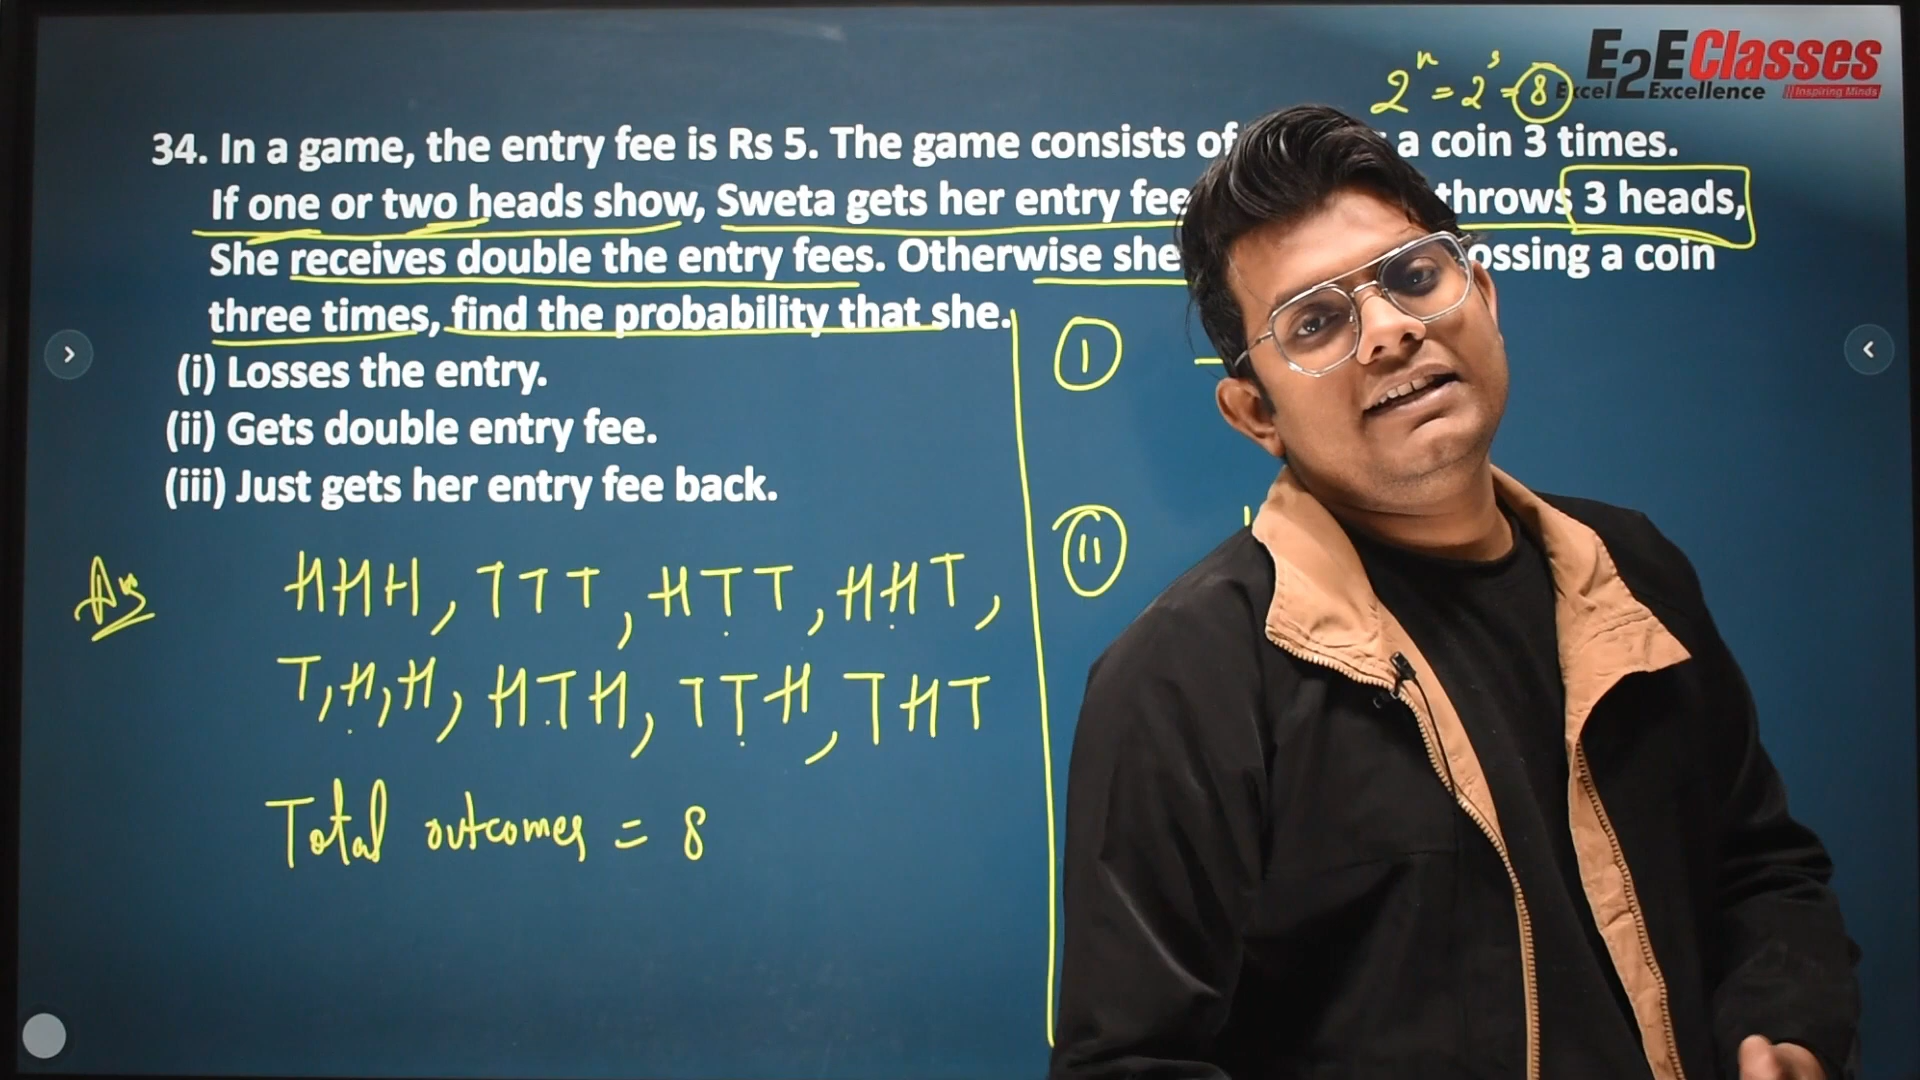 2ⁿ = 2³ = 8
E2E Classes
Excel 2 Excellence Inspiring Minds
34. In a game, the entry fee is Rs 5. The game consists of a coin 3 times.
If one or two heads show, Sweta gets her entry fee throws 3 heads,
She receives double the entry fees. Otherwise she ossing a coin
three times, find the probability that she.
(i) Losses the entry.
(ii) Gets double entry fee.
(iii) Just gets her entry fee back.
i
ii
Ans HHH, TTT, HTT, HHT,
T,H,H, HTH, TTH, THT
Total outcomes = 8